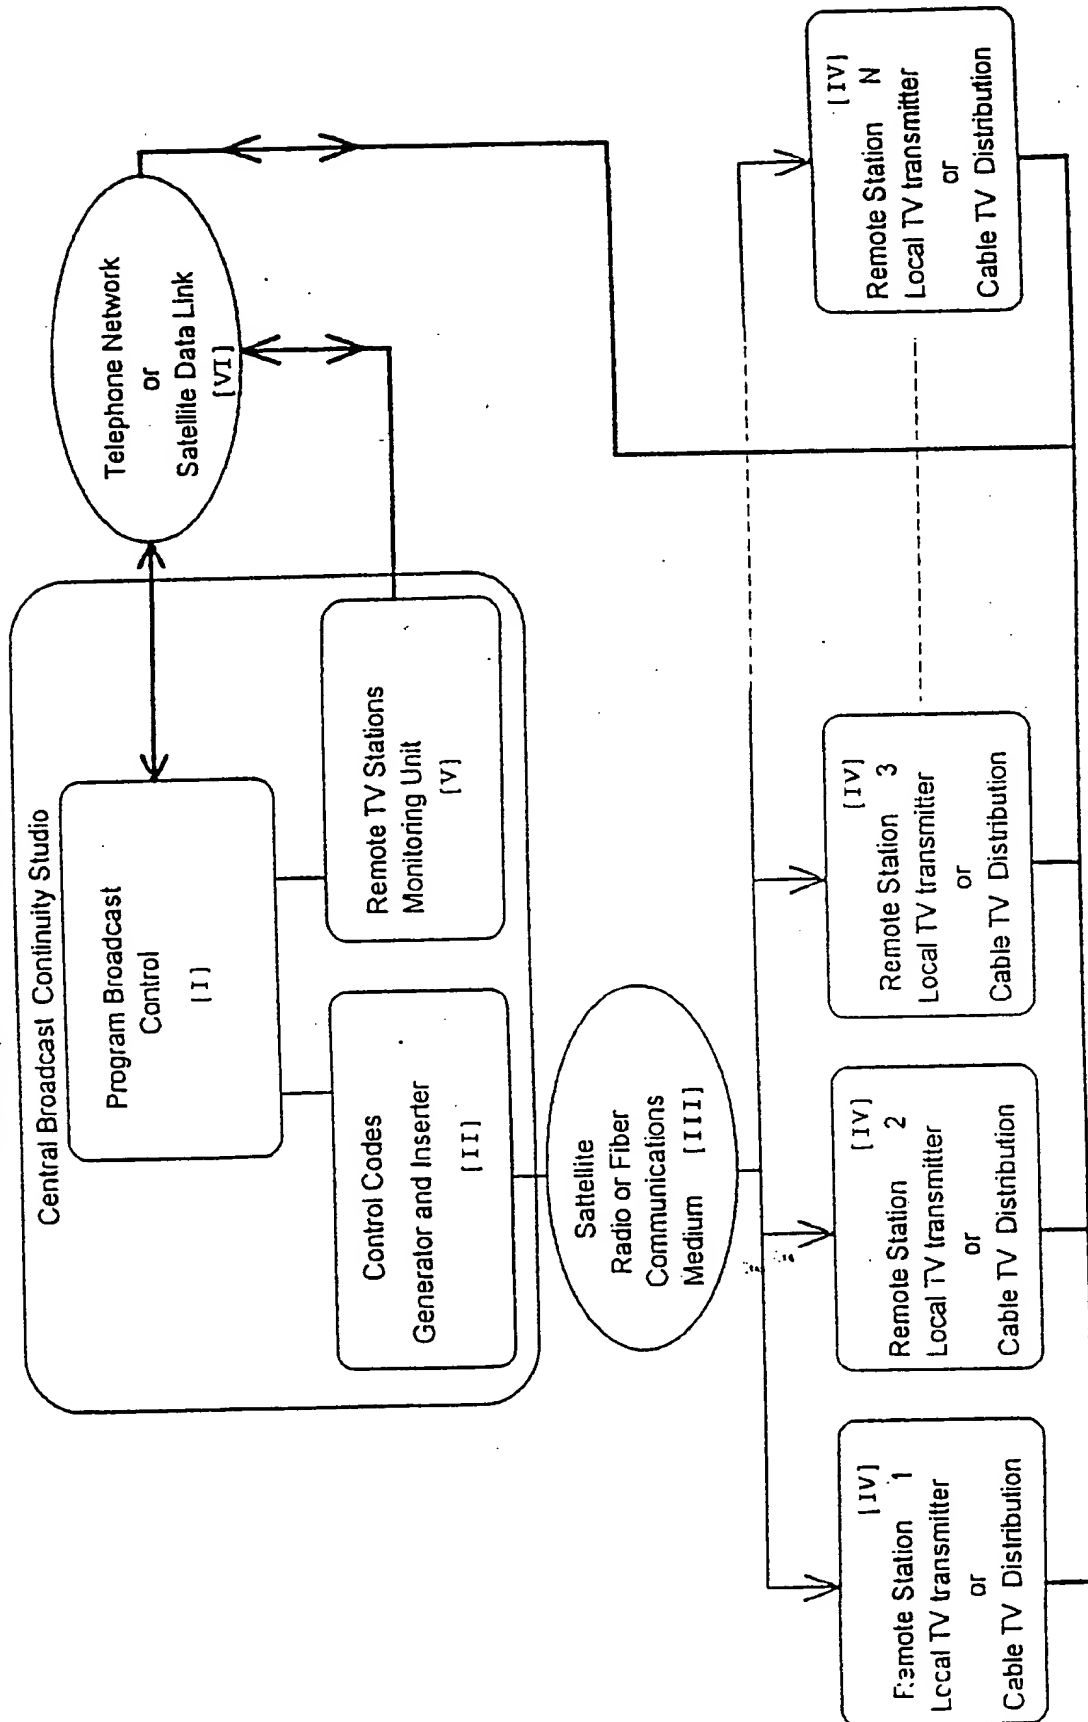 Central Broadcast Continuity Studio
Program Broadcast
Control
[I]
Control Codes
Generator and Inserter
[II]
Remote TV Stations
Monitoring Unit
[V]
Telephone Network
or
Satellite Data Link
[VI]
Sattellite
Radio or Fiber
Communications
Medium [III]
[IV]
Remote Station 1
Local TV transmitter
or
Cable TV Distribution
[IV]
Remote Station 2
Local TV transmitter
or
Cable TV Distribution
[IV]
Remote Station 3
Local TV transmitter
or
Cable TV Distribution
[IV]
Remote Station N
Local TV transmitter
or
Cable TV Distribution